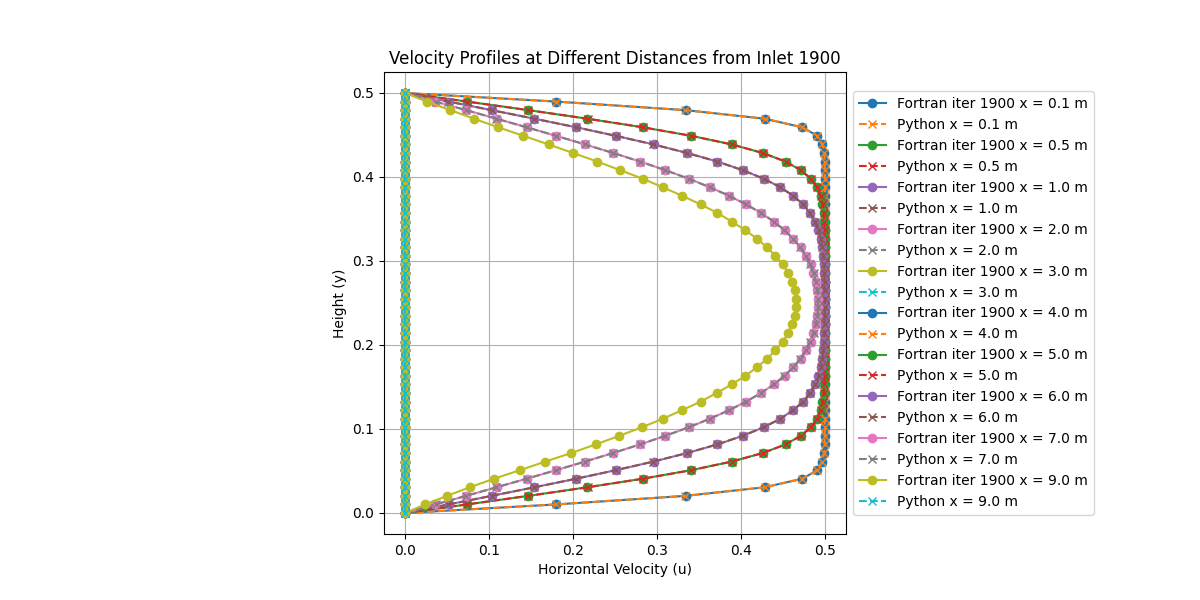 Velocity Profiles at Different Distances from Inlet 1900
0.5
0.4
0.3
0.2
0.1
0.0
Height (y)
0.0 0.1 0.2 0.3 0.4 0.5
Horizontal Velocity (u)
Fortran iter 1900 x = 0.1 m
Python x = 0.1 m
Fortran iter 1900 x = 0.5 m
Python x = 0.5 m
Fortran iter 1900 x = 1.0 m
Python x = 1.0 m
Fortran iter 1900 x = 2.0 m
Python x = 2.0 m
Fortran iter 1900 x = 3.0 m
Python x = 3.0 m
Fortran iter 1900 x = 4.0 m
Python x = 4.0 m
Fortran iter 1900 x = 5.0 m
Python x = 5.0 m
Fortran iter 1900 x = 6.0 m
Python x = 6.0 m
Fortran iter 1900 x = 7.0 m
Python x = 7.0 m
Fortran iter 1900 x = 9.0 m
Python x = 9.0 m